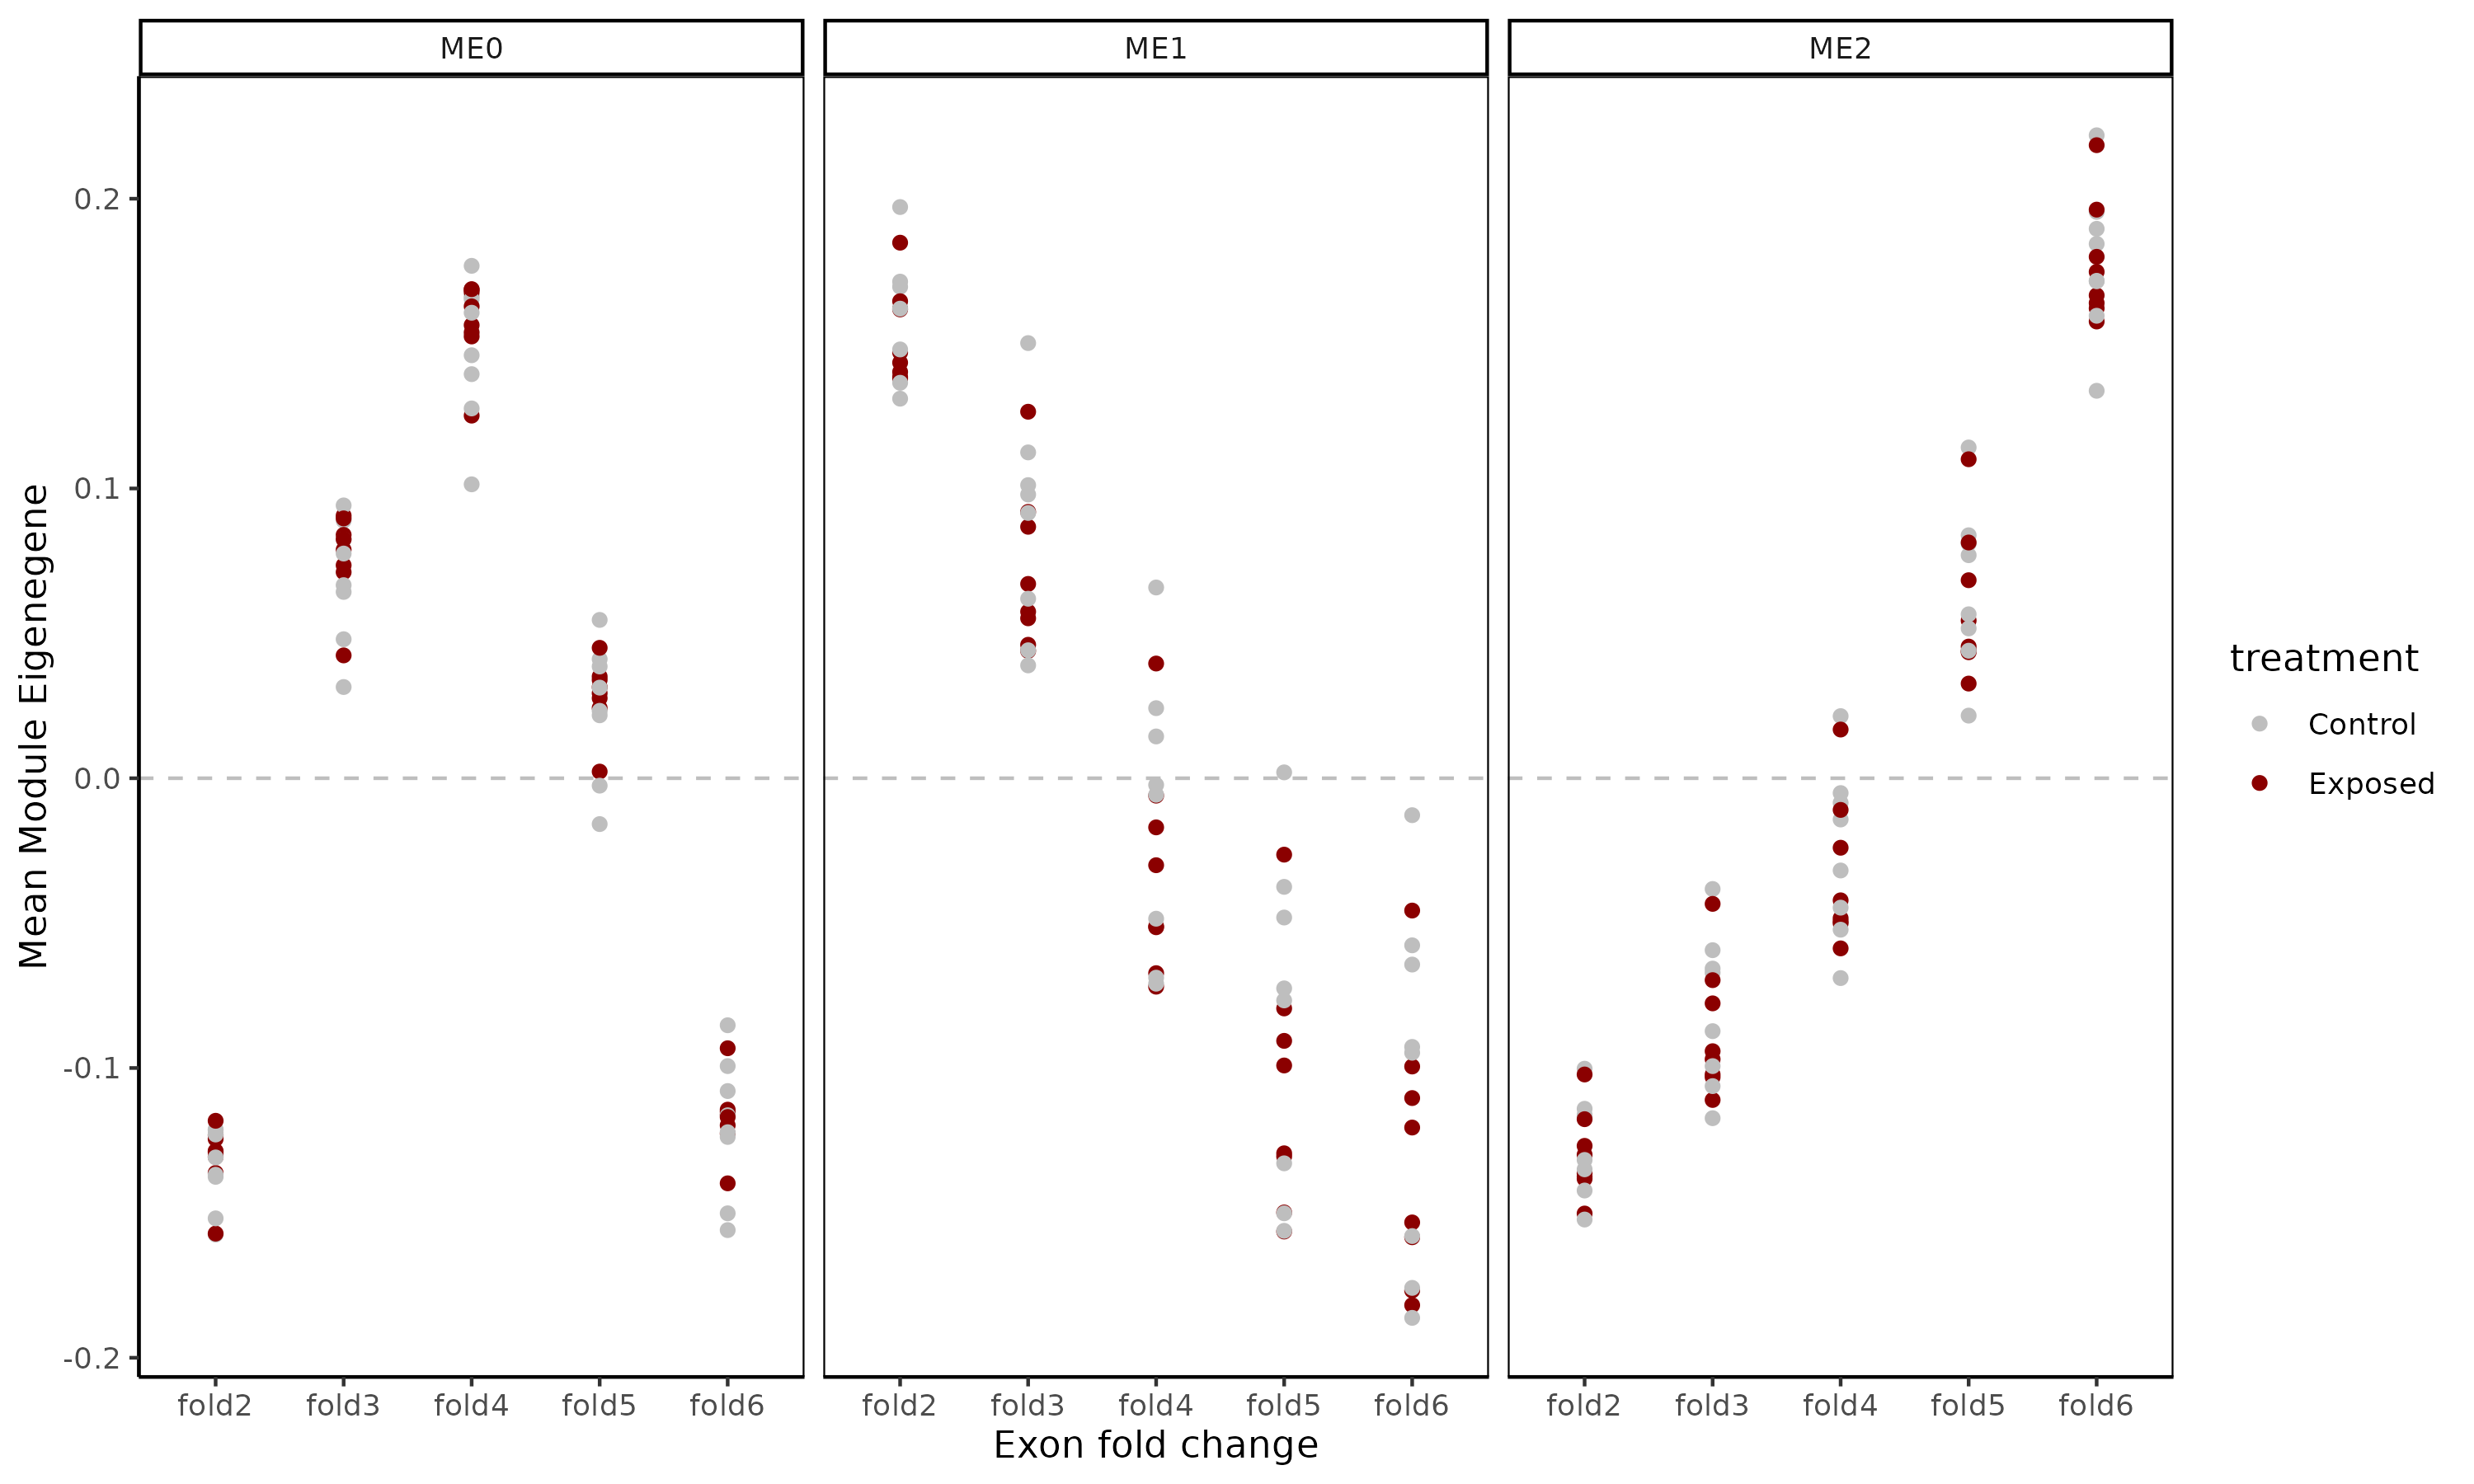 ME0
ME1
ME2
Mean Module Eigenegene
0.2
0.1
0.0
-0.1
-0.2
fold2 fold3 fold4 fold5 fold6
fold2 fold3 fold4 fold5 fold6
fold2 fold3 fold4 fold5 fold6
Exon fold change
treatment
Control
Exposed